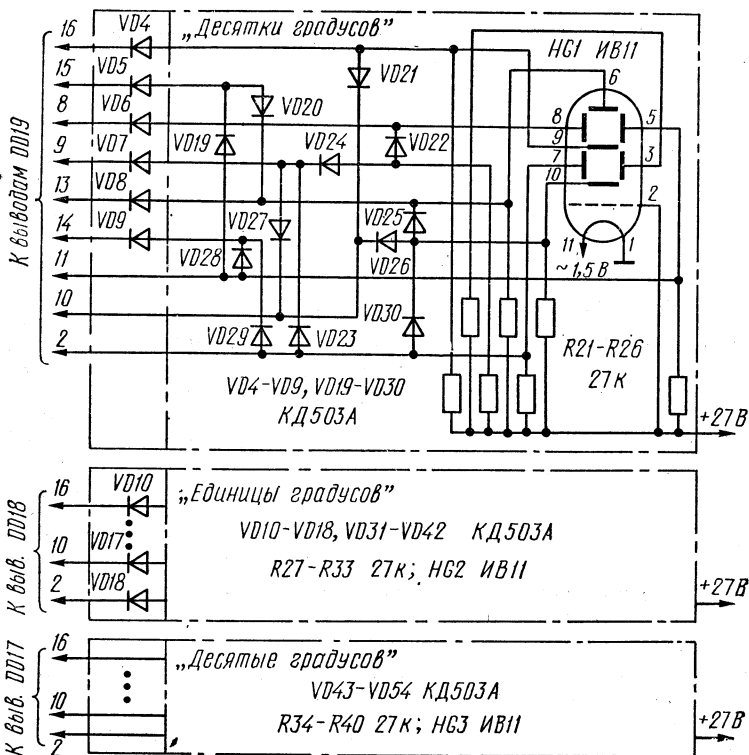 16 VD4 „Десятки градусов”
HG1 ИВ11
15 VD5 VD21 6
8 VD6 VD20 8 5
9
9 VD7 VD19 VD24 VD22 7 3
10
13 VD8 2
14 VD9 VD27 VD25
VD28 VD26 11 1
11 ~1,5В
10 VD30
VD29 VD23 R21-R26
2 27к
VD4-VD9, VD19-VD30
КД503А
+27В
К выводам DD19
16 VD10 „Единицы градусов”
VD10-VD18, VD31-VD42 КД503А
10 VD17
R27-R33 27к; HG2 ИВ11
2 VD18 +27В
К выв. DD18
16 „Десятые градусов”
VD43-VD54 КД503А
10 R34-R40 27к; HG3 ИВ11
2 +27В
К выв. DD17